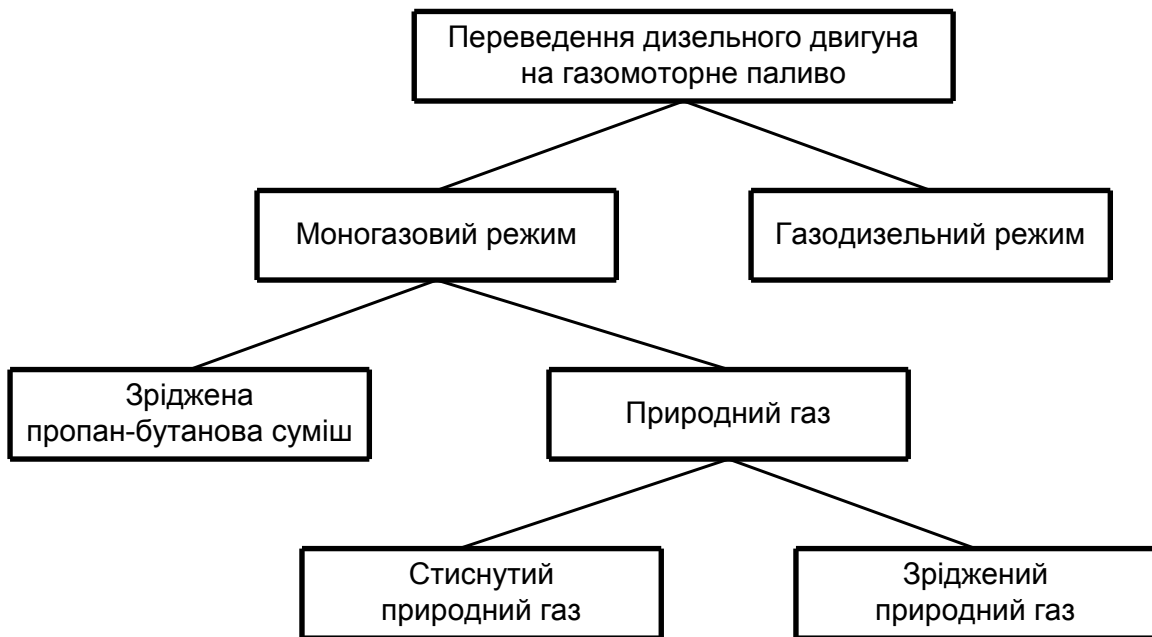 Переведення дизельного двигуна
на газомоторне паливо
Моногазовий режим
Газодизельний режим
Зріджена
пропан-бутанова суміш
Природний газ
Стиснутий
природний газ
Зріджений
природний газ